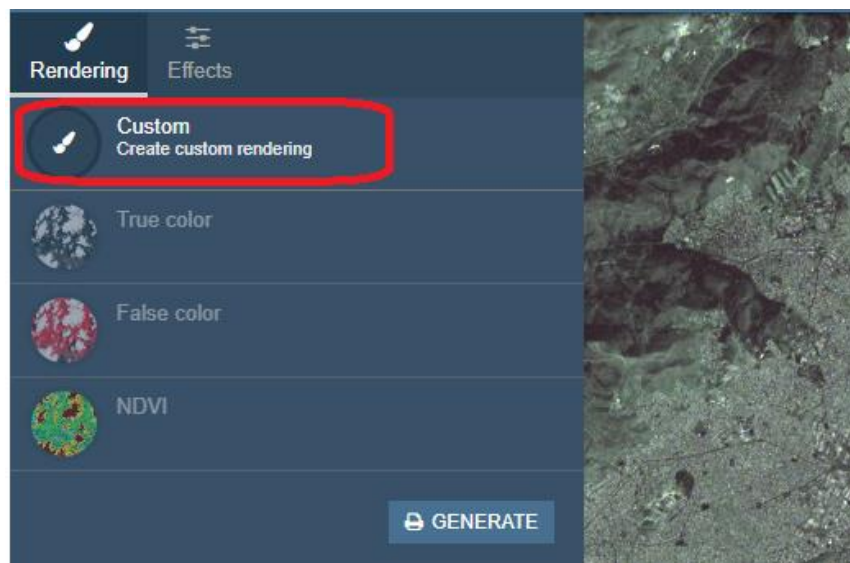 Rendering
Effects
Custom
Create custom rendering
True color
False color
NDVI
GENERATE